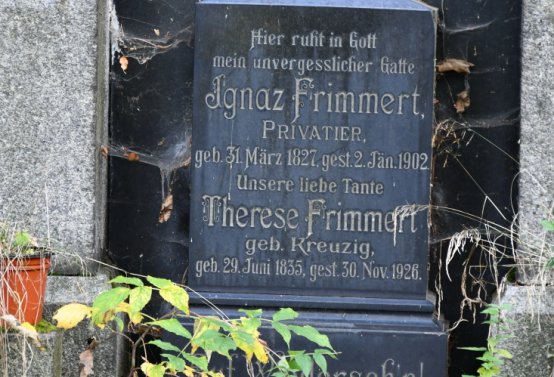 Hier ruht in Gott
mein unvergesslicher Gatte
Ignaz Frimmert,
PRIVATIER,
geb. 31. März 1827, gest. 2. Jän. 1902.
Unsere liebe Tante
Therese Frimmert
geb. Kreuzig,
geb. 29. Juni 1835, gest. 30. Nov. 1926.